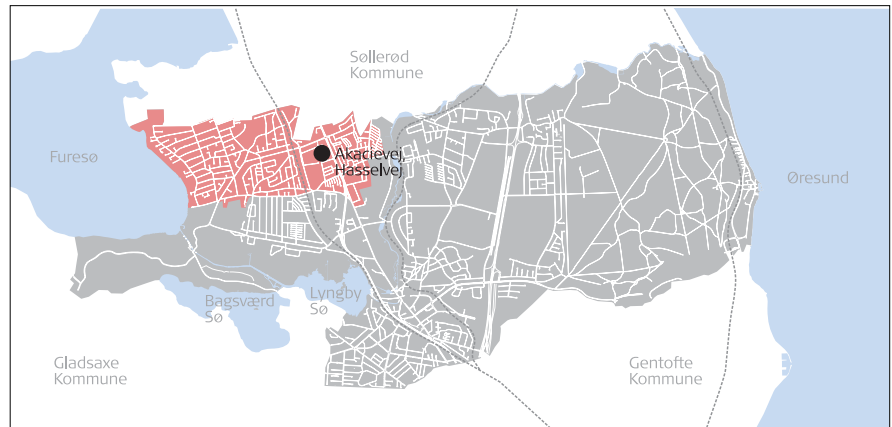 Søllerød
Kommune
Furesø
Akacievej,
Hasselvej
Øresund
Bagsværd
Sø
Lyngby
Sø
Gladsaxe
Kommune
Gentofte
Kommune